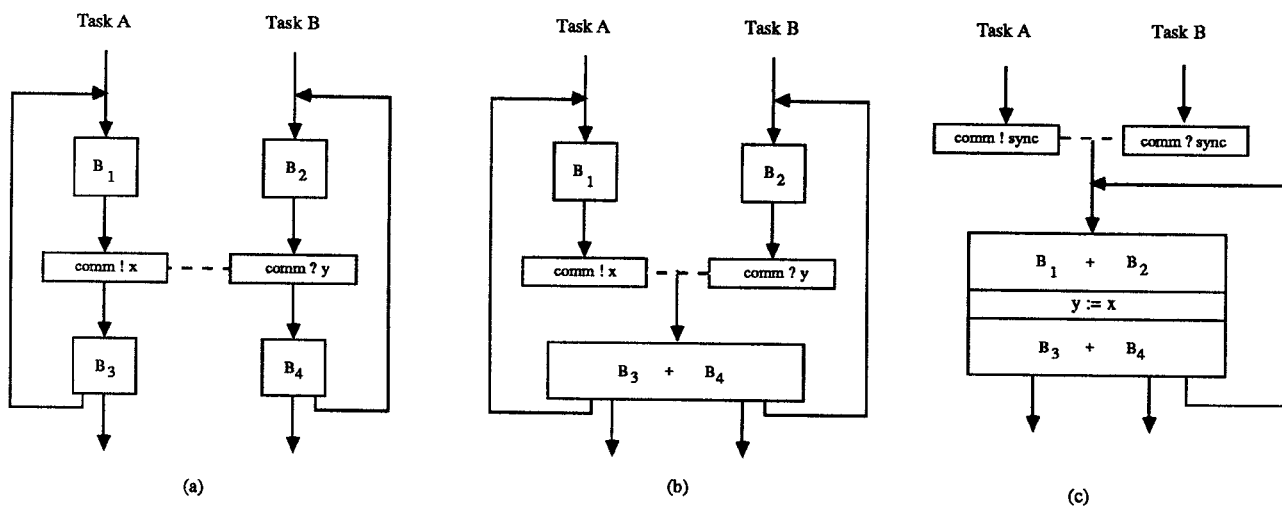 Task A Task B
B1 B2
comm ! x comm ? y
B3 B4
(a)
Task A Task B
B1 B2
comm ! x comm ? y
B3 + B4
(b)
Task A Task B
comm ! sync comm ? sync
B1 + B2
y := x
B3 + B4
(c)